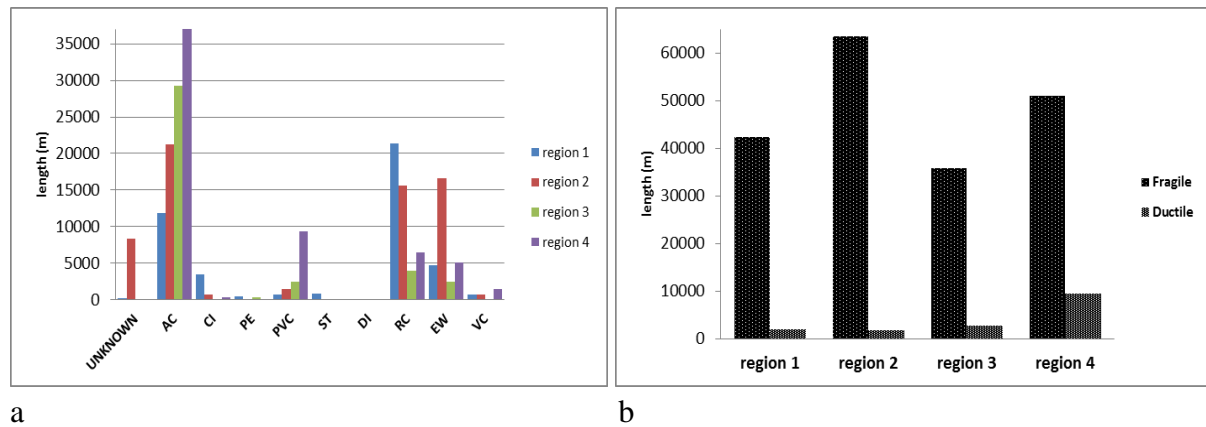 35000
30000
25000
20000
15000
10000
5000
0
length (m)
UNKNOWN
AC
CI
PE
PVC
ST
DI
RC
EW
VC
region 1
region 2
region 3
region 4
a
60000
50000
40000
30000
20000
10000
0
length (m)
region 1
region 2
region 3
region 4
Fragile
Ductile
b